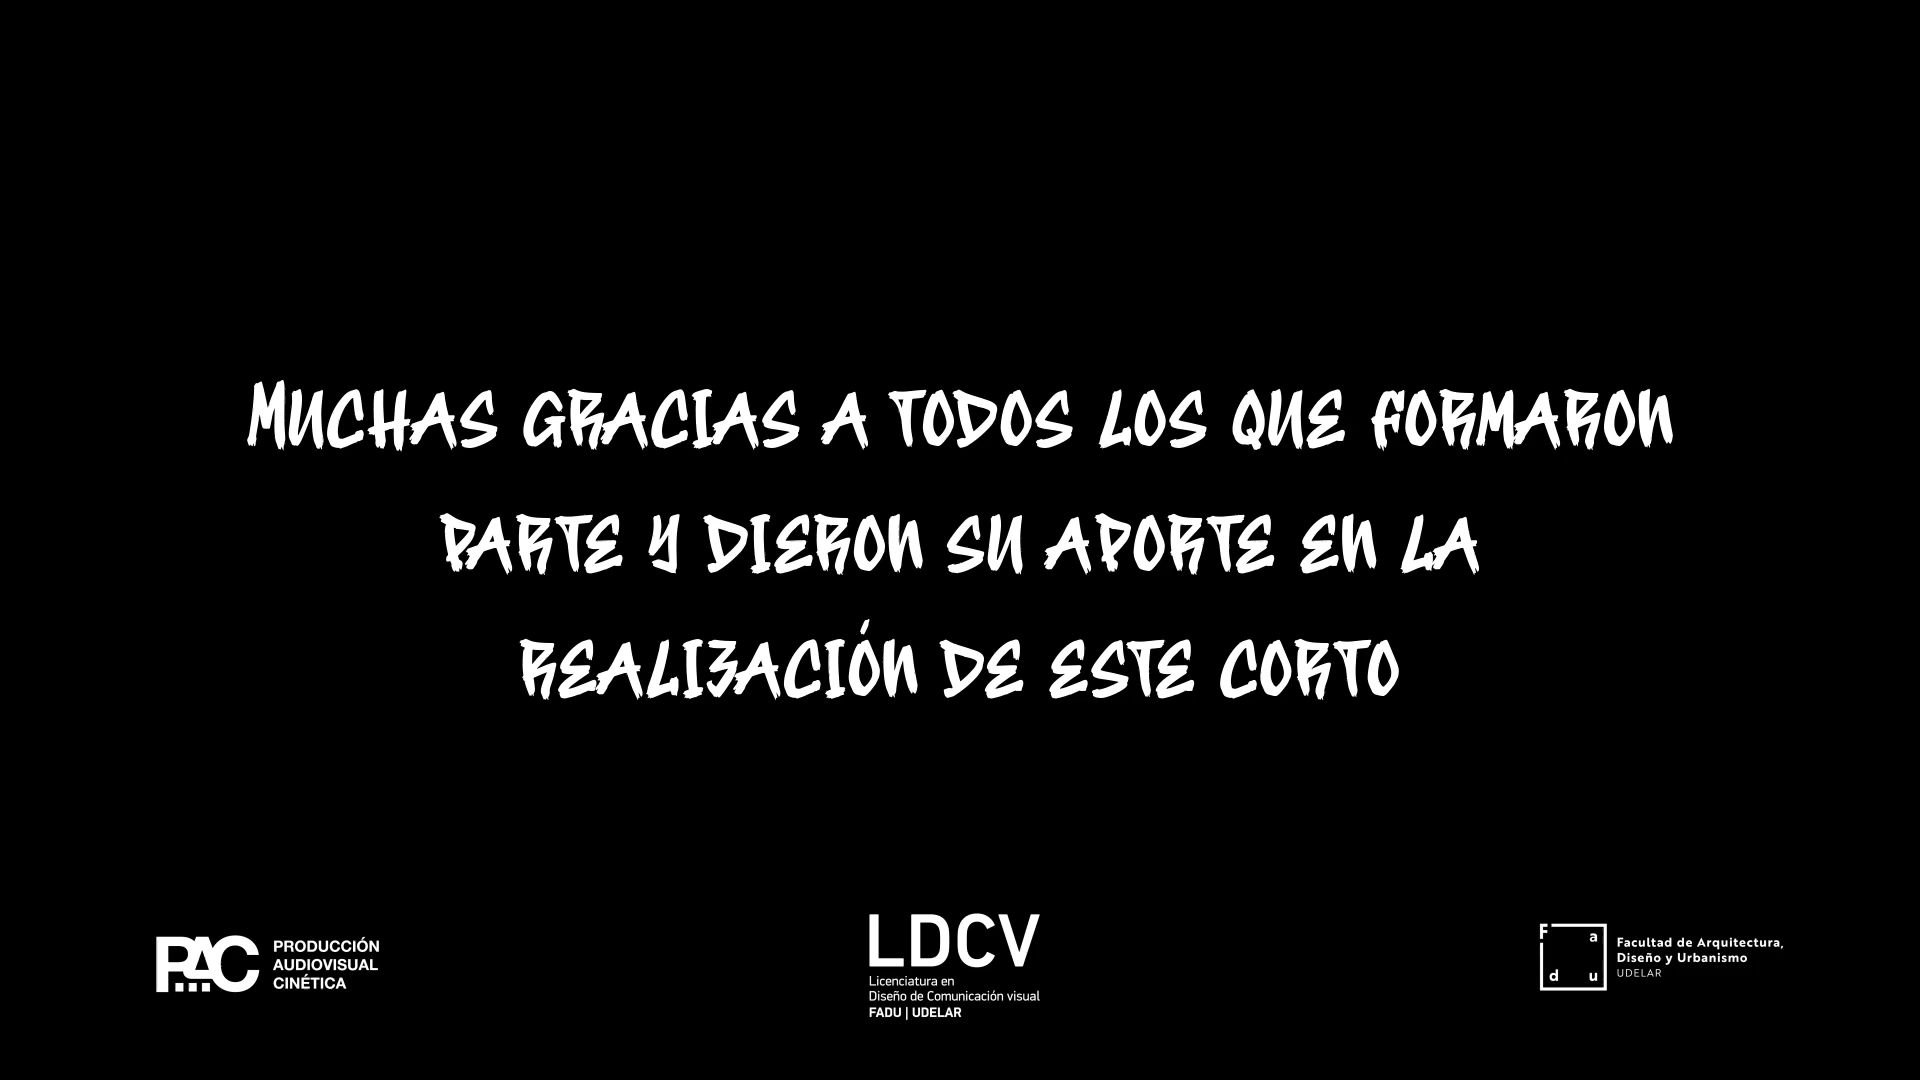 MUCHAS GRACIAS A TODOS LOS QUE FORMARON
PARTE Y DIERON SU APORTE EN LA
REALIZACIÓN DE ESTE CORTO
PAC
PRODUCCIÓN
AUDIOVISUAL
CINÉTICA
LDCV
Licenciatura en
Diseño de Comunicación visual
FADU | UDELAR
F a
d u
Facultad de Arquitectura,
Diseño y Urbanismo
UDELAR